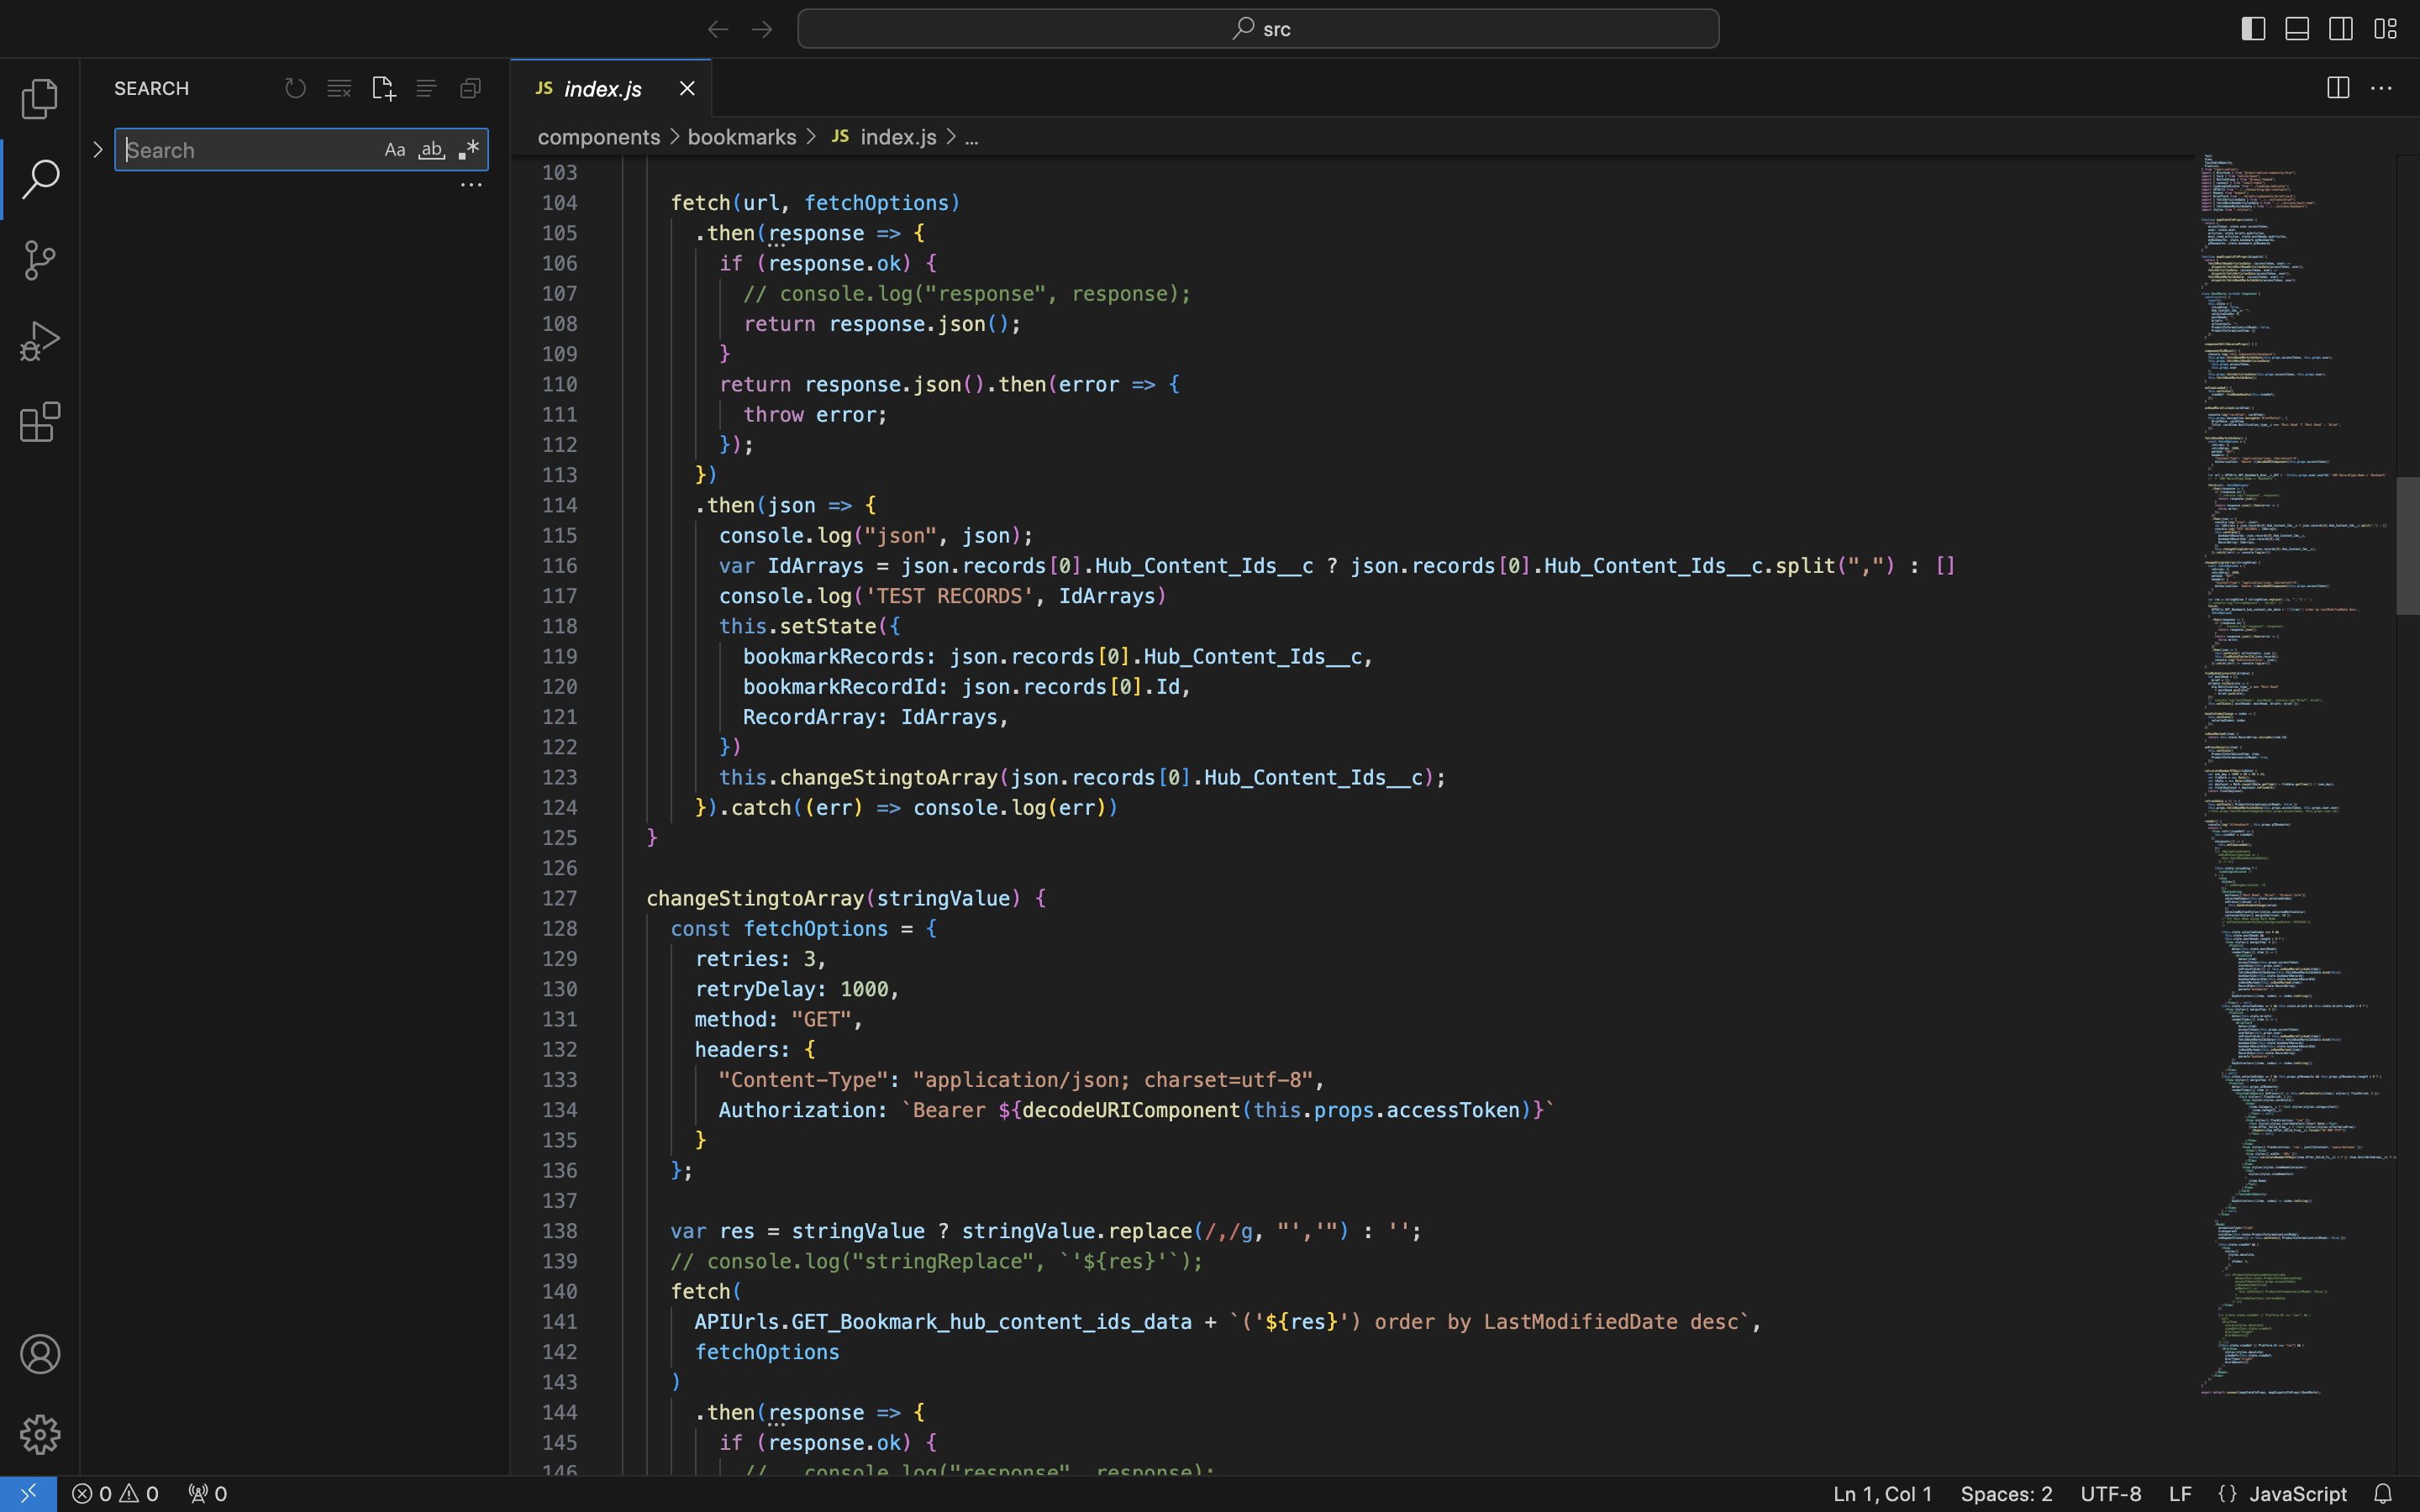 src
SEARCH
JS index.js
Search Aa ab .*
components > bookmarks > JS index.js > ...
103
104 fetch(url, fetchOptions)
105 .then(response => {
106 if (response.ok) {
107 // console.log("response", response);
108 return response.json();
109 }
110 return response.json().then(error => {
111 throw error;
112 });
113 })
114 .then(json => {
115 console.log("json", json);
116 var IdArrays = json.records[0].Hub_Content_Ids__c ? json.records[0].Hub_Content_Ids__c.split(",") : []
117 console.log('TEST RECORDS', IdArrays)
118 this.setState({
119 bookmarkRecords: json.records[0].Hub_Content_Ids__c,
120 bookmarkRecordId: json.records[0].Id,
121 RecordArray: IdArrays,
122 })
123 this.changeStingtoArray(json.records[0].Hub_Content_Ids__c);
124 }).catch((err) => console.log(err))
125 }
126
127 changeStingtoArray(stringValue) {
128 const fetchOptions = {
129 retries: 3,
130 retryDelay: 1000,
131 method: "GET",
132 headers: {
133 "Content-Type": "application/json; charset=utf-8",
134 Authorization: `Bearer ${decodeURIComponent(this.props.accessToken)}`
135 }
136 };
137
138 var res = stringValue ? stringValue.replace(/,/g, "','") : '';
139 // console.log("stringReplace", `'${res}'`);
140 fetch(
141 APIUrls.GET_Bookmark_hub_content_ids_data + `('${res}') order by LastModifiedDate desc`,
142 fetchOptions
143 )
144 .then(response => {
145 if (response.ok) {
146 // console.log("response", response);
0 0 0
Ln 1, Col 1 Spaces: 2 UTF-8 LF {} JavaScript